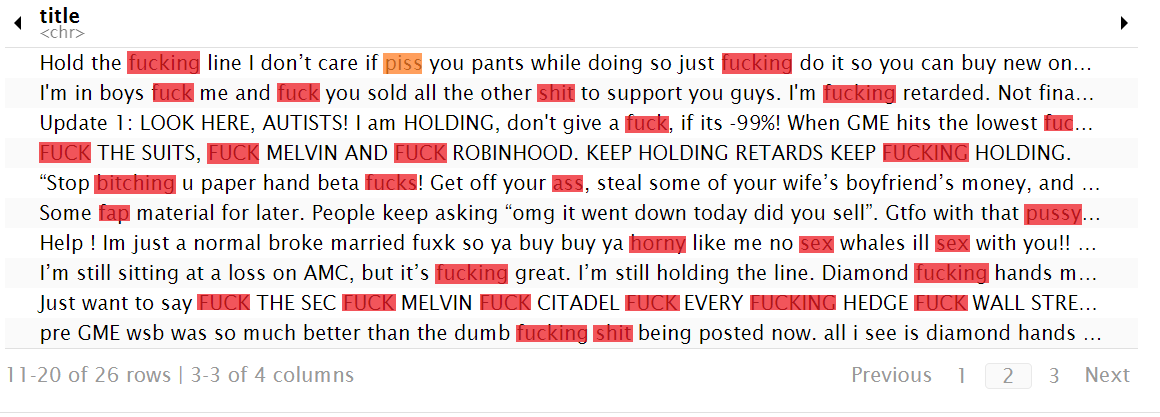 title
<chr>
Hold the fucking line I don’t care if piss you pants while doing so just fucking do it so you can buy new on...
I'm in boys fuck me and fuck you sold all the other shit to support you guys. I'm fucking retarded. Not fina...
Update 1: LOOK HERE, AUTISTS! I am HOLDING, don't give a fuck, if its -99%! When GME hits the lowest fuc...
FUCK THE SUITS, FUCK MELVIN AND FUCK ROBINHOOD. KEEP HOLDING RETARDS KEEP FUCKING HOLDING.
“Stop bitching u paper hand beta fucks! Get off your ass, steal some of your wife’s boyfriend’s money, and ...
Some fap material for later. People keep asking “omg it went down today did you sell”. Gtfo with that pussy...
Help ! Im just a normal broke married fuxk so ya buy buy ya horny like me no sex whales ill sex with you!! ...
I’m still sitting at a loss on AMC, but it’s fucking great. I’m still holding the line. Diamond fucking hands m...
Just want to say FUCK THE SEC FUCK MELVIN FUCK CITADEL FUCK EVERY FUCKING HEDGE FUCK WALL STRE...
pre GME wsb was so much better than the dumb fucking shit being posted now. all i see is diamond hands ...
11-20 of 26 rows | 3-3 of 4 columns Previous 1 2 3 Next